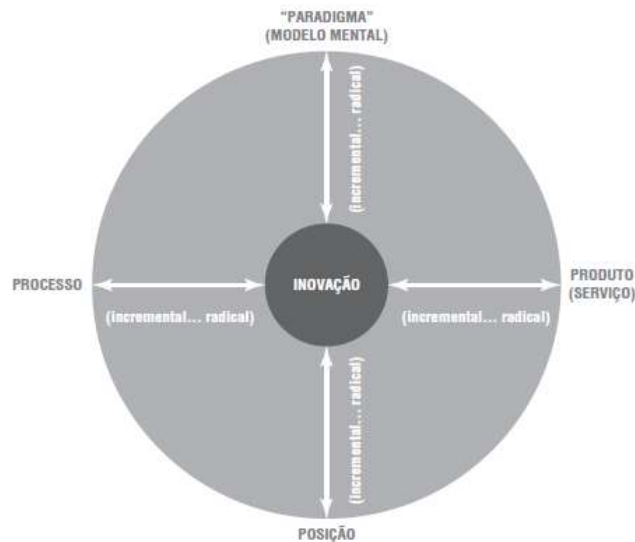 “PARADIGMA”
(MODELO MENTAL)
(incremental... radical)
PROCESSO
INOVAÇÃO
PRODUTO
(SERVIÇO)
(incremental... radical)
(incremental... radical)
(incremental... radical)
POSIÇÃO